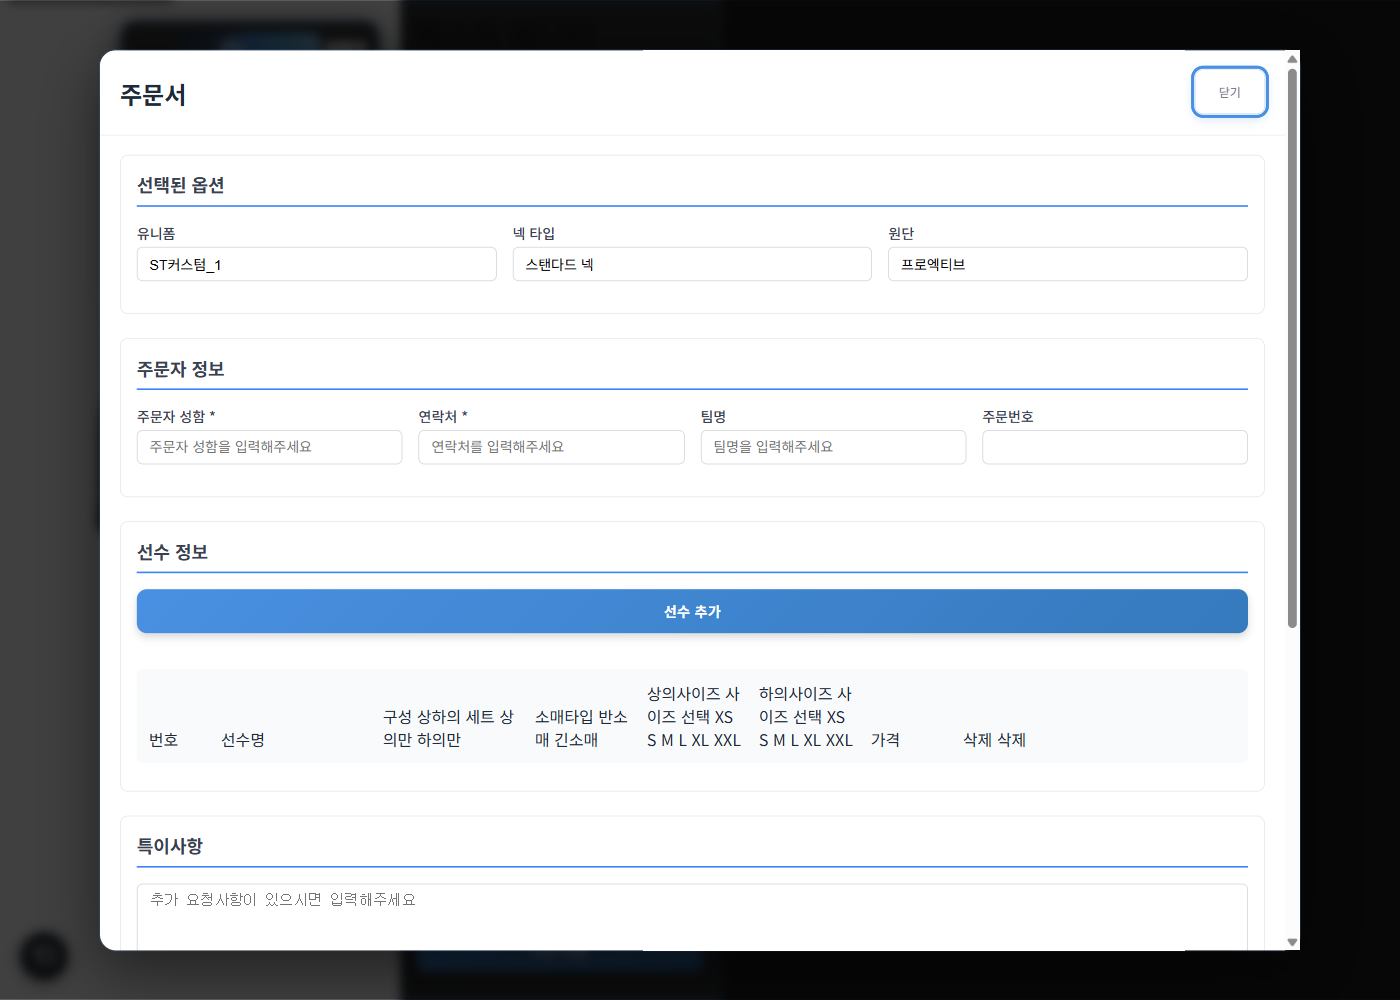 주문서
닫기
선택된 옵션
유니폼
넥 타입
원단
ST커스텀_1
스탠다드 넥
프로엑티브
주문자 정보
주문자 성함 *
연락처 *
팀명
주문번호
주문자 성함을 입력해주세요
연락처를 입력해주세요
팀명을 입력해주세요
선수 정보
선수 추가
번호
선수명
구성 상하의 세트 상
의만 하의만
소매타입 반소
매 긴소매
상의사이즈 사
이즈 선택 XS
S M L XL XXL
하의사이즈 사
이즈 선택 XS
S M L XL XXL
가격
삭제 삭제
특이사항
추가 요청사항이 있으시면 입력해주세요